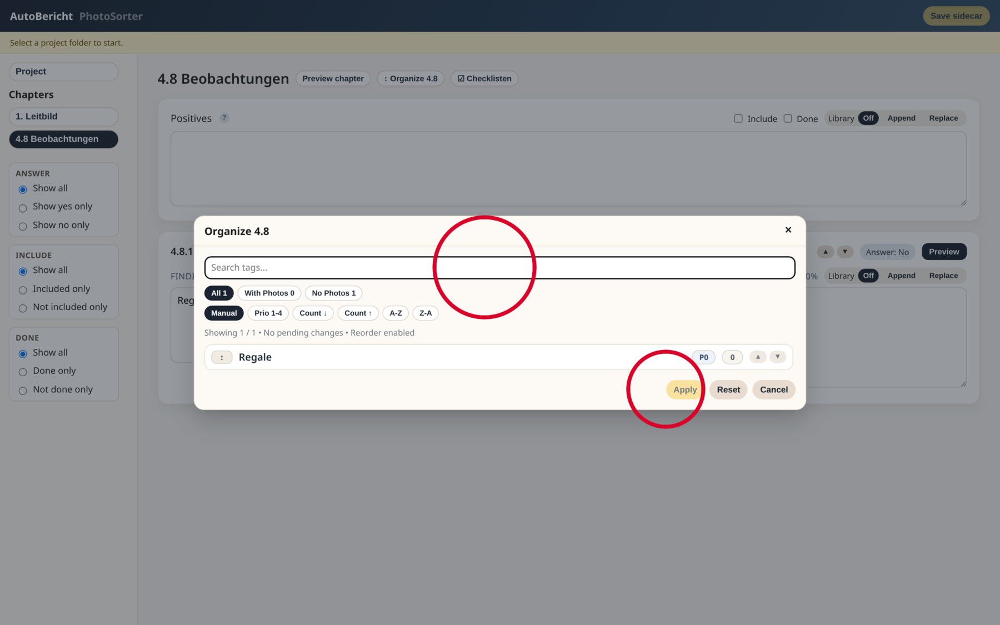 AutoBericht PhotoSorter Save sidecar
Select a project folder to start.
Project
Chapters
1. Leitbild
4.8 Beobachtungen
ANSWER
Show all
Show yes only
Show no only
INCLUDE
Show all
Included only
Not included only
DONE
Show all
Done only
Not done only
4.8 Beobachtungen Preview chapter ↕ Organize 4.8 ☑ Checklisten
Positives ? Include Done Library Off Append Replace
4.8.1 ▲ ▼ Answer: No Preview
FINDI 0% Library Off Append Replace
Reg
Organize 4.8 ✕
Search tags...
All 1 With Photos 0 No Photos 1
Manual Prio 1-4 Count ↓ Count ↑ A-Z Z-A
Showing 1 / 1 • No pending changes • Reorder enabled
↕ Regale P0 0 ▲ ▼
Apply Reset Cancel